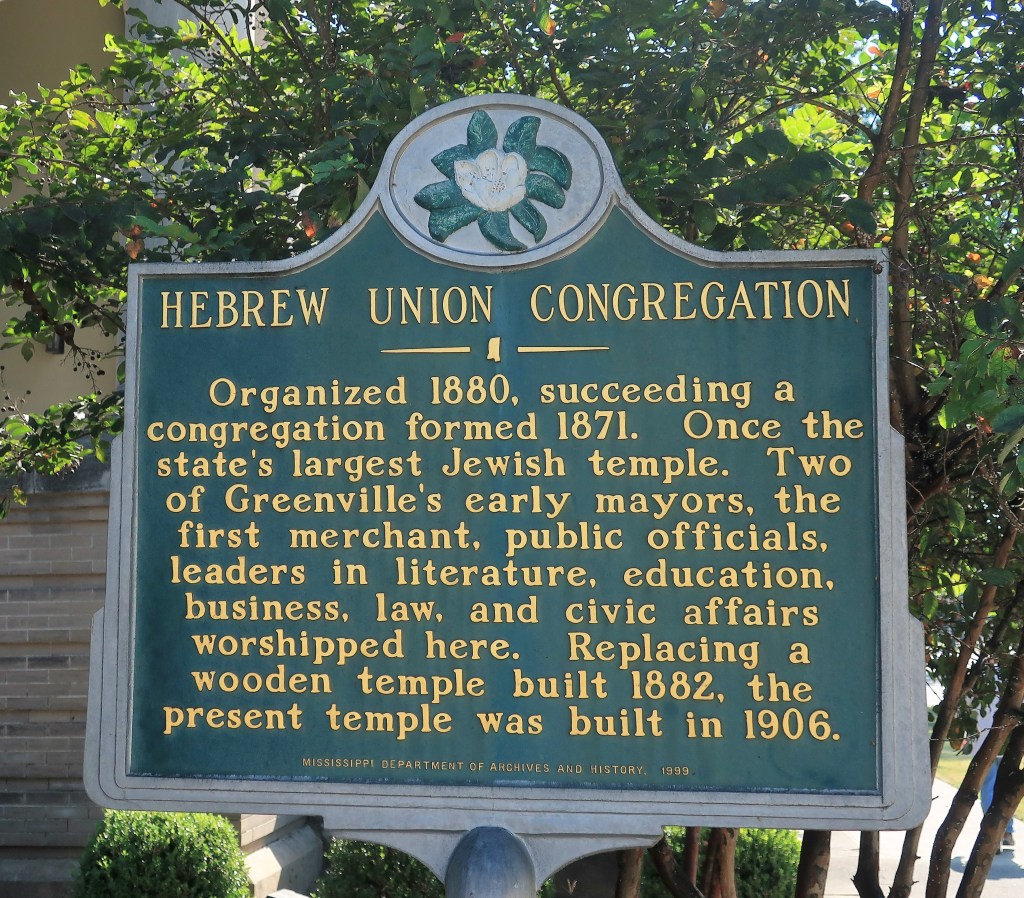 HEBREW UNION CONGREGATION
Organized 1880, succeeding a
congregation formed 1871. Once the
state's largest Jewish temple. Two
of Greenville's early mayors, the
first merchant, public officials,
leaders in literature, education,
business, law, and civic affairs
worshipped here. Replacing a
wooden temple built 1882, the
present temple was built in 1906.
MISSISSIPPI DEPARTMENT OF ARCHIVES AND HISTORY, 1999.